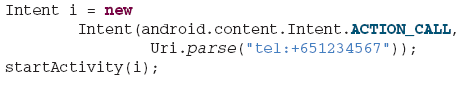 Intent i = new
Intent(android.content.Intent.ACTION_CALL,
Uri.parse("tel:+651234567"));
startActivity(i);